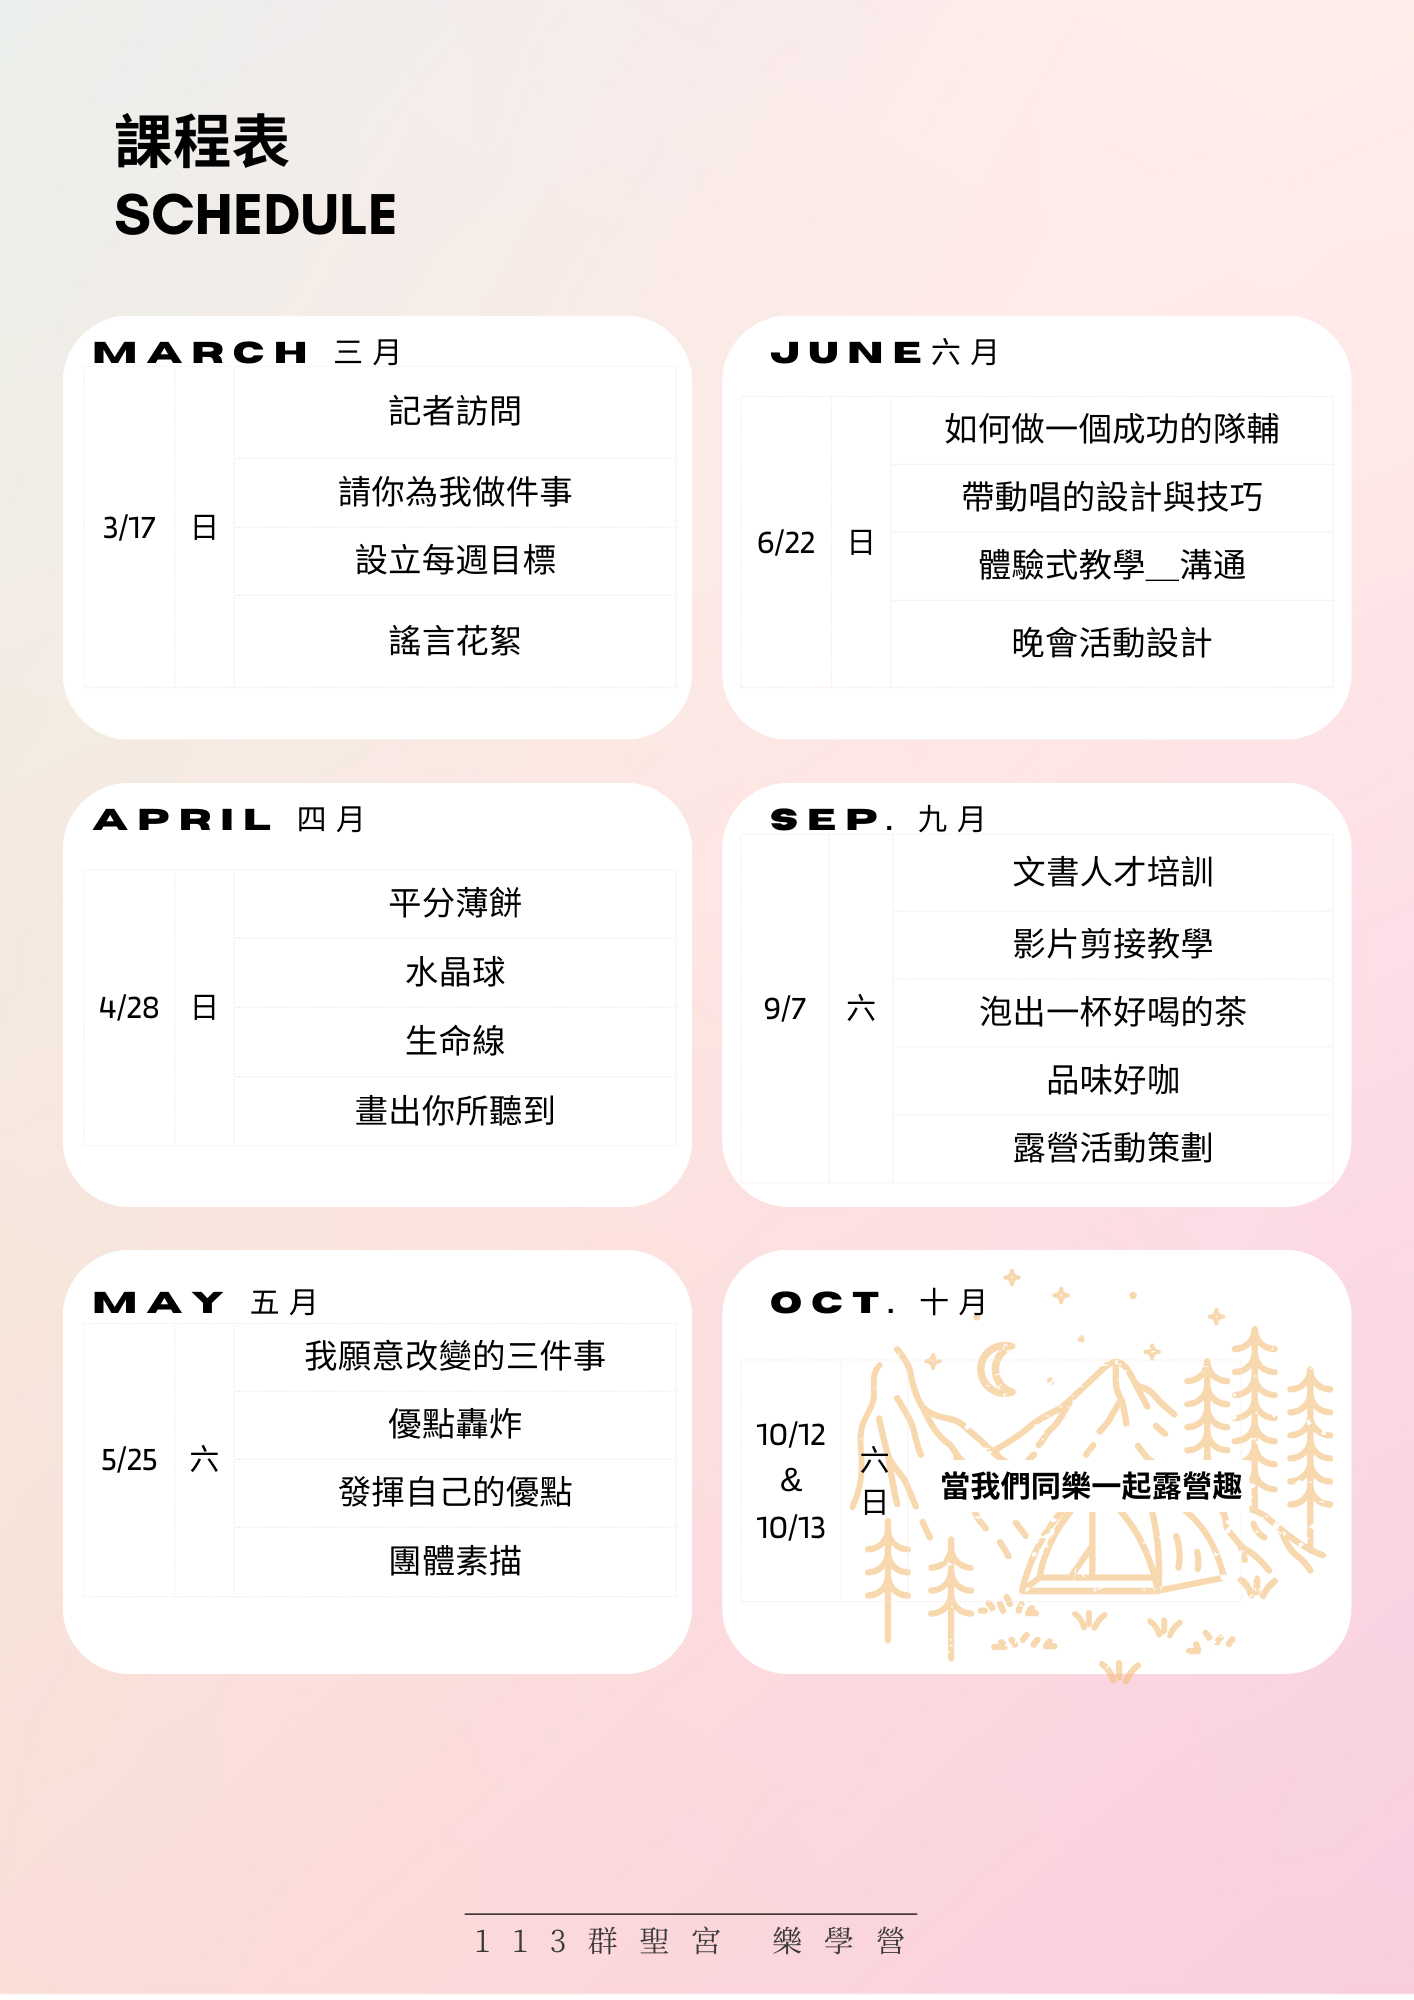 課程表
SCHEDULE
MARCH 三月
3/17 日
記者訪問
請你為我做件事
設立每週目標
謠言花絮
APRIL 四月
4/28 日
平分薄餅
水晶球
生命線
畫出你所聽到
MAY 五月
5/25 六
我願意改變的三件事
優點轟炸
發揮自己的優點
團體素描
JUNE六月
6/22 日
如何做一個成功的隊輔
帶動唱的設計與技巧
體驗式教學__溝通
晚會活動設計
SEP. 九月
9/7 六
文書人才培訓
影片剪接教學
泡出一杯好喝的茶
品味好咖
露營活動策劃
OCT. 十月
10/12
&
10/13
六
日
當我們同樂一起露營趣
113群聖宮 樂學營